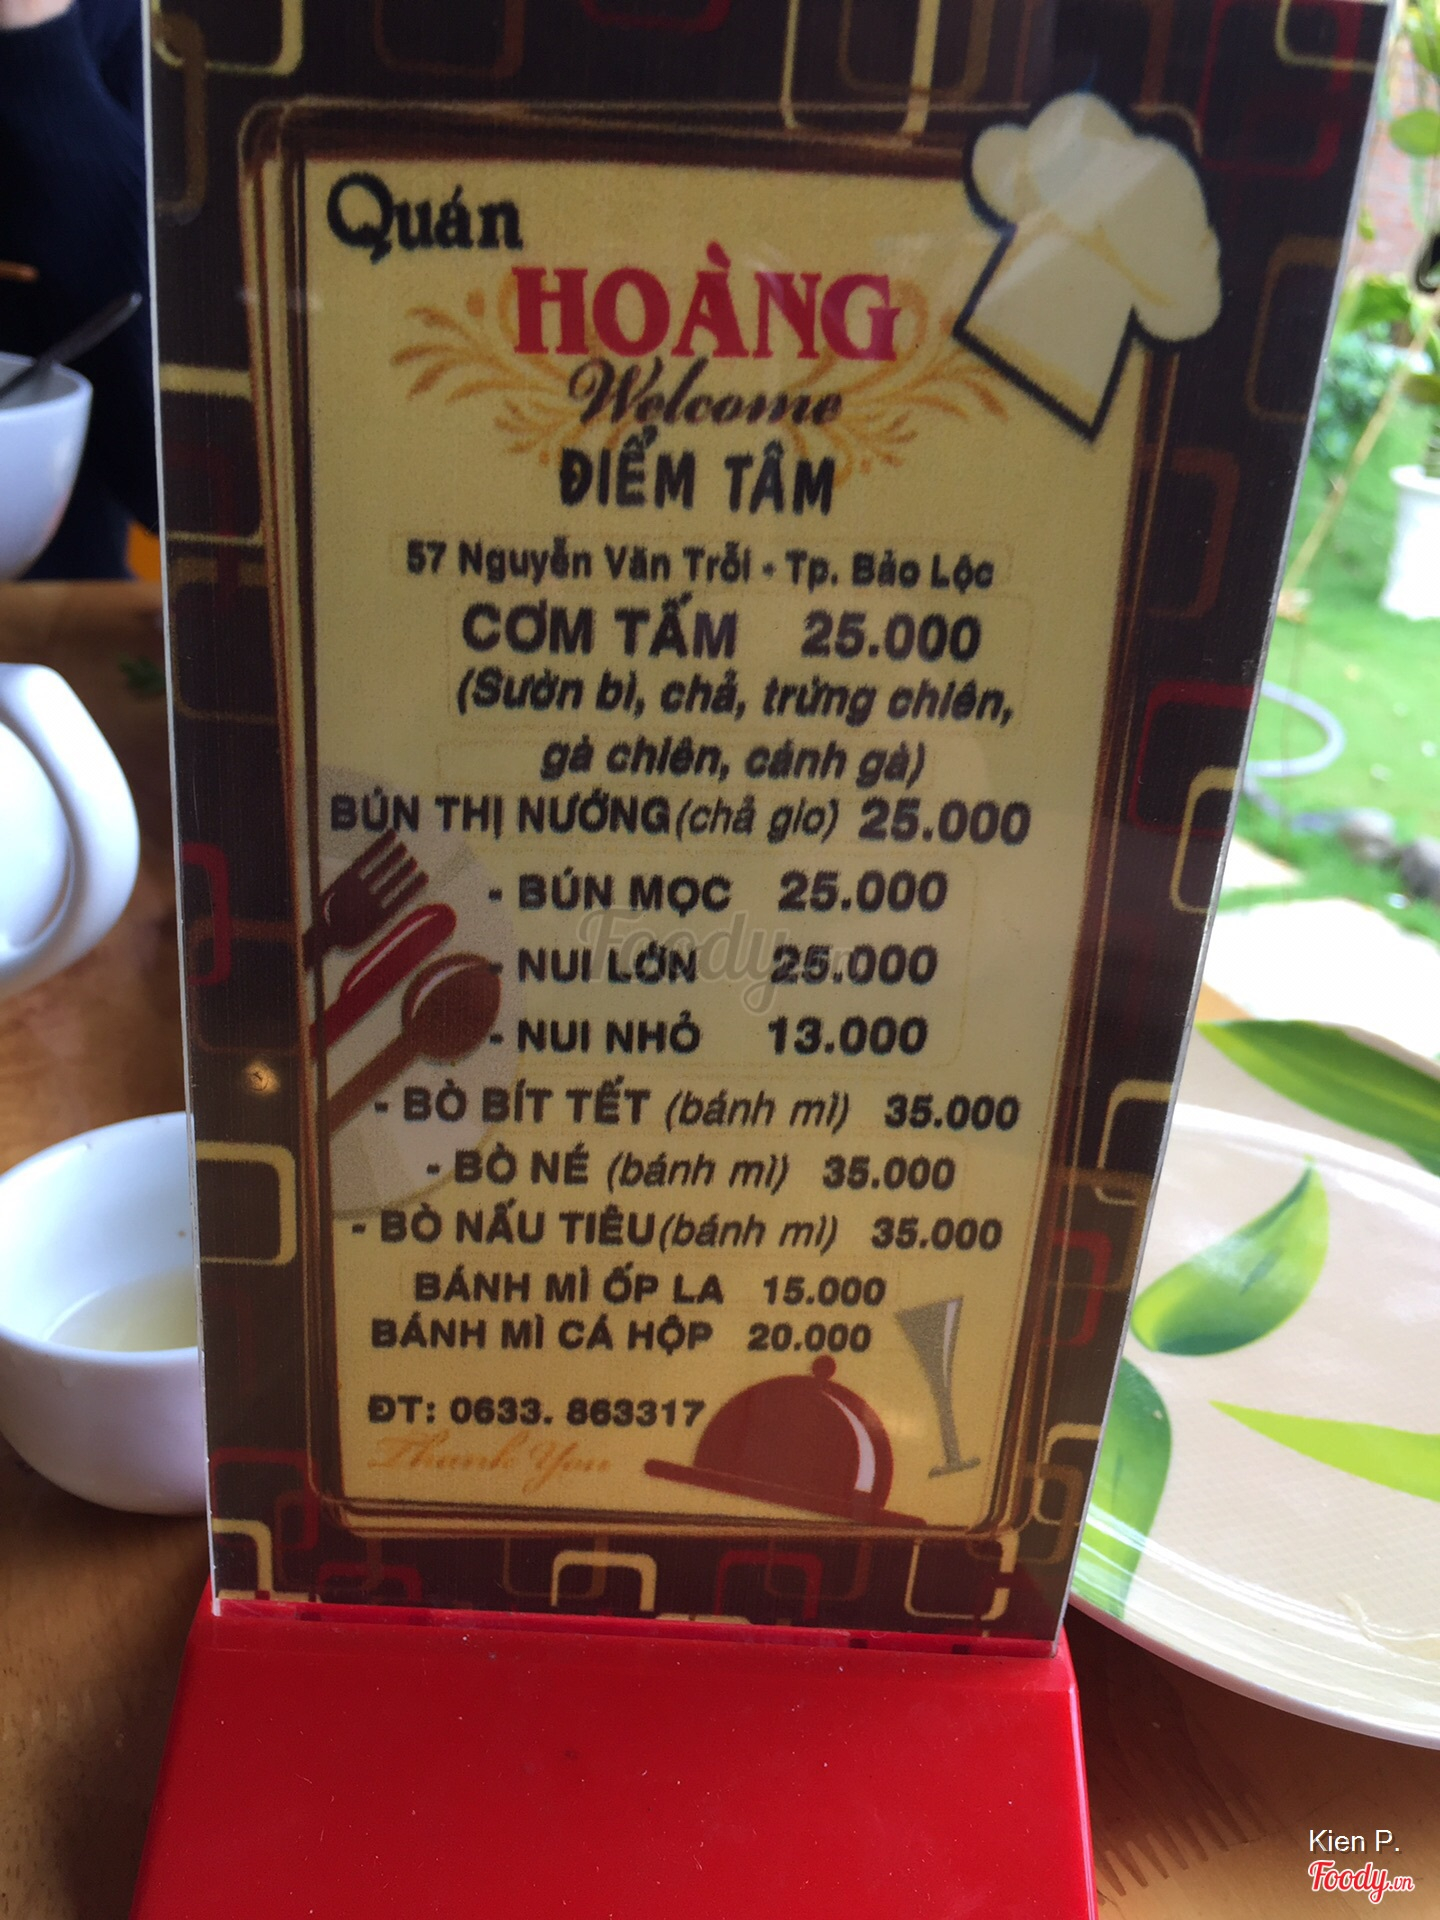 Quán
HOÀNG
Welcome
ĐIỂM TÂM
57 Nguyễn Văn Trỗi - Tp. Bảo Lộc
CƠM TẤM 25.000
(Sườn bì, chả, trứng chiên,
gà chiên, cánh gà)
BÚN THỊ NƯỚNG(chả gio) 25.000
- BÚN MỌC 25.000
- NUI LỚN 25.000
- NUI NHỎ 13.000
- BÒ BÍT TẾT (bánh mì) 35.000
- BÒ NÉ (bánh mì) 35.000
- BÒ NẤU TIÊU(bánh mì) 35.000
BÁNH MÌ ỐP LA 15.000
BÁNH MÌ CÁ HỘP 20.000
ĐT: 0633. 863317
Thank You
Foody.vn
Kien P.
Foody.vn